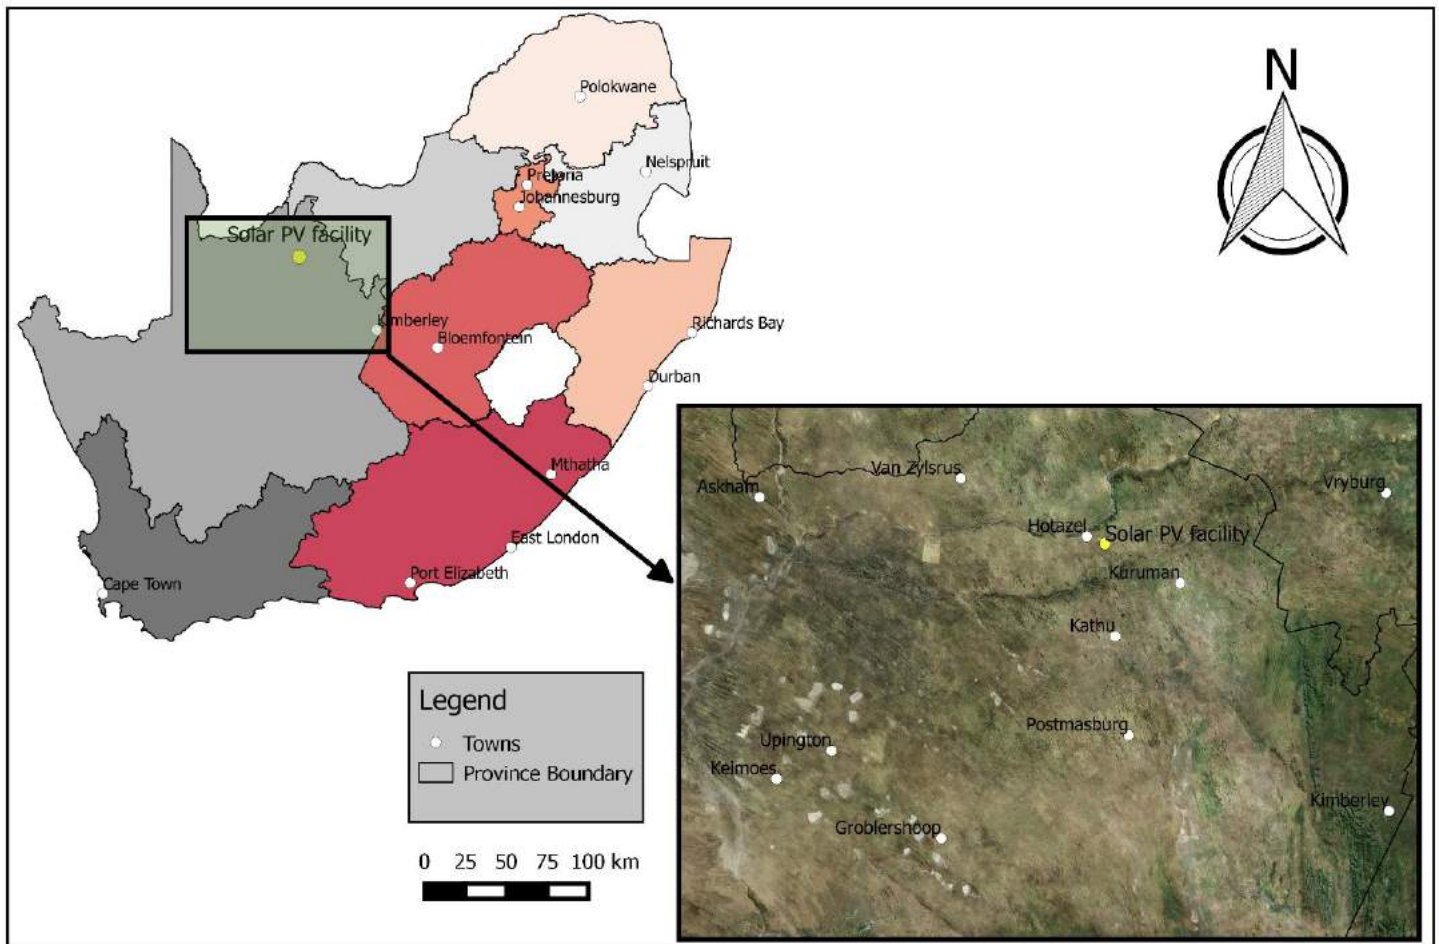 N
Polokwane
Nelspruit
Pretoria
Johannesburg
Solar PV facility
Kimberley
Bloemfontein
Richards Bay
Durban
Mthatha
East London
Port Elizabeth
Cape Town
Legend
Towns
Province Boundary
0 25 50 75 100 km
Van Zylsrus
Askham
Vryburg
Hotazel
Solar PV facility
Kuruman
Kathu
Postmasburg
Upington
Keimoes
Kimberley
Groblershoop